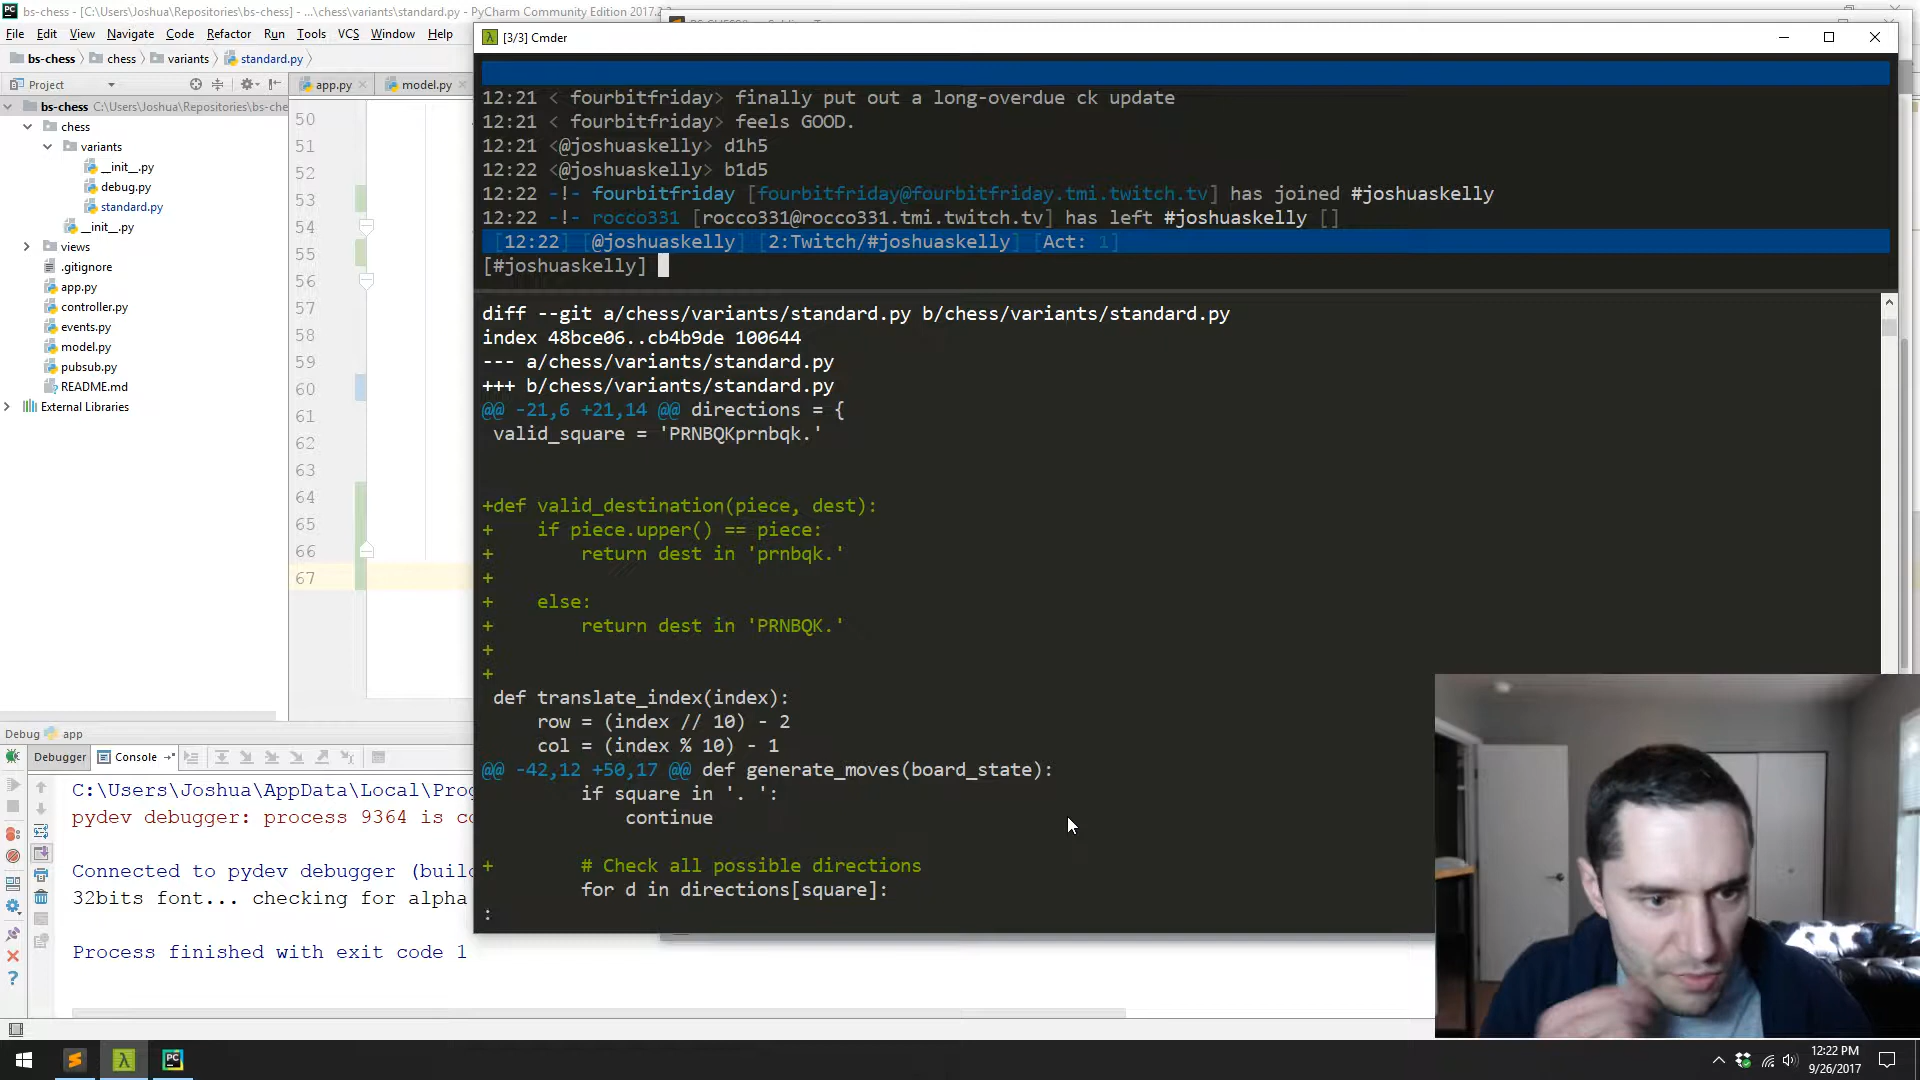 bs-chess - [C:\Users\Joshua\Repositories\bs-chess] - ...\chess\variants\standard.py - PyCharm Community Edition 2017.2.
File Edit View Navigate Code Refactor Run Tools VCS Window Help
bs-chess chess variants standard.py
Project
app.py
model.py
bs-chess C:\Users\Joshua\Repositories\bs-che
chess
variants
__init__.py
debug.py
standard.py
__init__.py
views
.gitignore
app.py
controller.py
events.py
model.py
pubsub.py
README.md
External Libraries
50
51
52
53
54
55
56
57
58
59
60
61
62
63
64
65
66
67
[3/3] Cmder
12:21 < fourbitfriday> finally put out a long-overdue ck update
12:21 < fourbitfriday> feels GOOD.
12:21 <@joshuaskelly> d1h5
12:22 <@joshuaskelly> b1d5
12:22 -!- fourbitfriday [fourbitfriday@fourbitfriday.tmi.twitch.tv] has joined #joshuaskelly
12:22 -!- rocco331 [rocco331@rocco331.tmi.twitch.tv] has left #joshuaskelly []
[12:22] [@joshuaskelly] [2:Twitch/#joshuaskelly] [Act: 1]
[#joshuaskelly]
diff --git a/chess/variants/standard.py b/chess/variants/standard.py
index 48bce06..cb4b9de 100644
--- a/chess/variants/standard.py
+++ b/chess/variants/standard.py
@@ -21,6 +21,14 @@ directions = {
valid_square = 'PRNBQKprnbqk.'
+def valid_destination(piece, dest):
+    if piece.upper() == piece:
+        return dest in 'prnbqk.'
+
+    else:
+        return dest in 'PRNBQK.'
+
+
def translate_index(index):
row = (index // 10) - 2
col = (index % 10) - 1
@@ -42,12 +50,17 @@ def generate_moves(board_state):
if square in '. ':
continue
+        # Check all possible directions
for d in directions[square]:
:
Debug app
Debugger Console
C:\Users\Joshua\AppData\Local\Pro
pydev debugger: process 9364 is co
Connected to pydev debugger (buil
32bits font... checking for alpha
Process finished with exit code 1
12:22 PM
9/26/2017